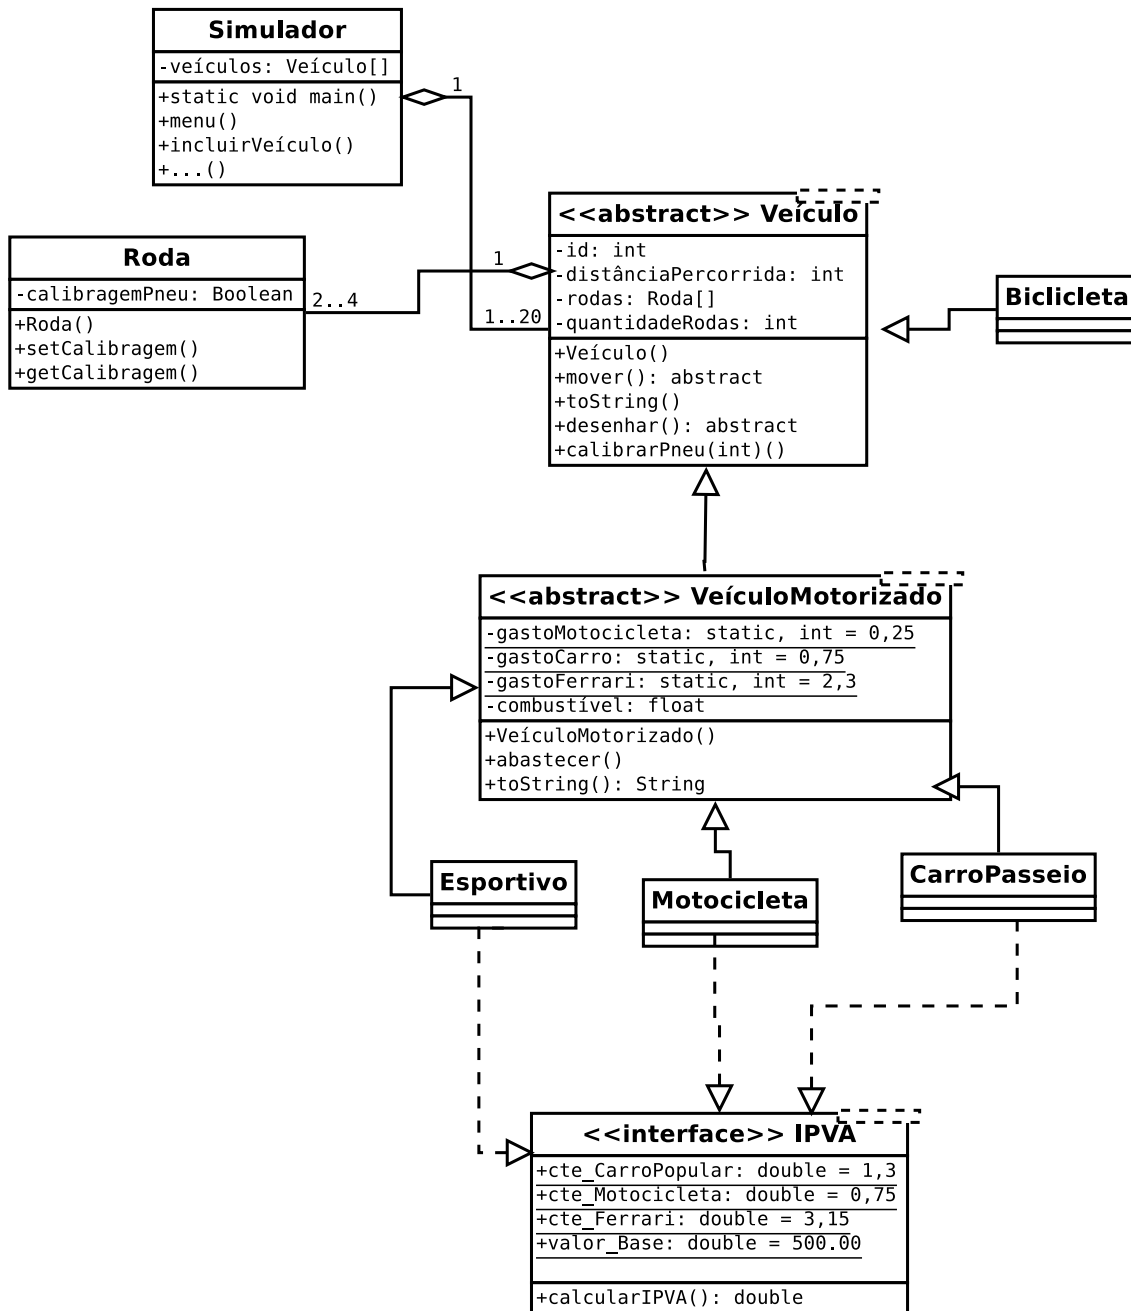 Simulador
-veículos: Veículo[]
+static void main()
+menu()
+incluirVeículo()
+...()
1
1..20
Roda
-calibragemPneu: Boolean
+Roda()
+setCalibragem()
+getCalibragem()
2..4
1
<<abstract>> Veículo
-id: int
-distânciaPercorrida: int
-rodas: Roda[]
-quantidadeRodas: int
+Veículo()
+mover(): abstract
+toString()
+desenhar(): abstract
+calibrarPneu(int)()
Biclicleta
<<abstract>> VeículoMotorizado
-gastoMotocicleta: static, int = 0,25
-gastoCarro: static, int = 0,75
-gastoFerrari: static, int = 2,3
-combustível: float
+VeículoMotorizado()
+abastecer()
+toString(): String
Esportivo
Motocicleta
CarroPasseio
<<interface>> IPVA
+cte_CarroPopular: double = 1,3
+cte_Motocicleta: double = 0,75
+cte_Ferrari: double = 3,15
+valor_Base: double = 500.00
+calcularIPVA(): double